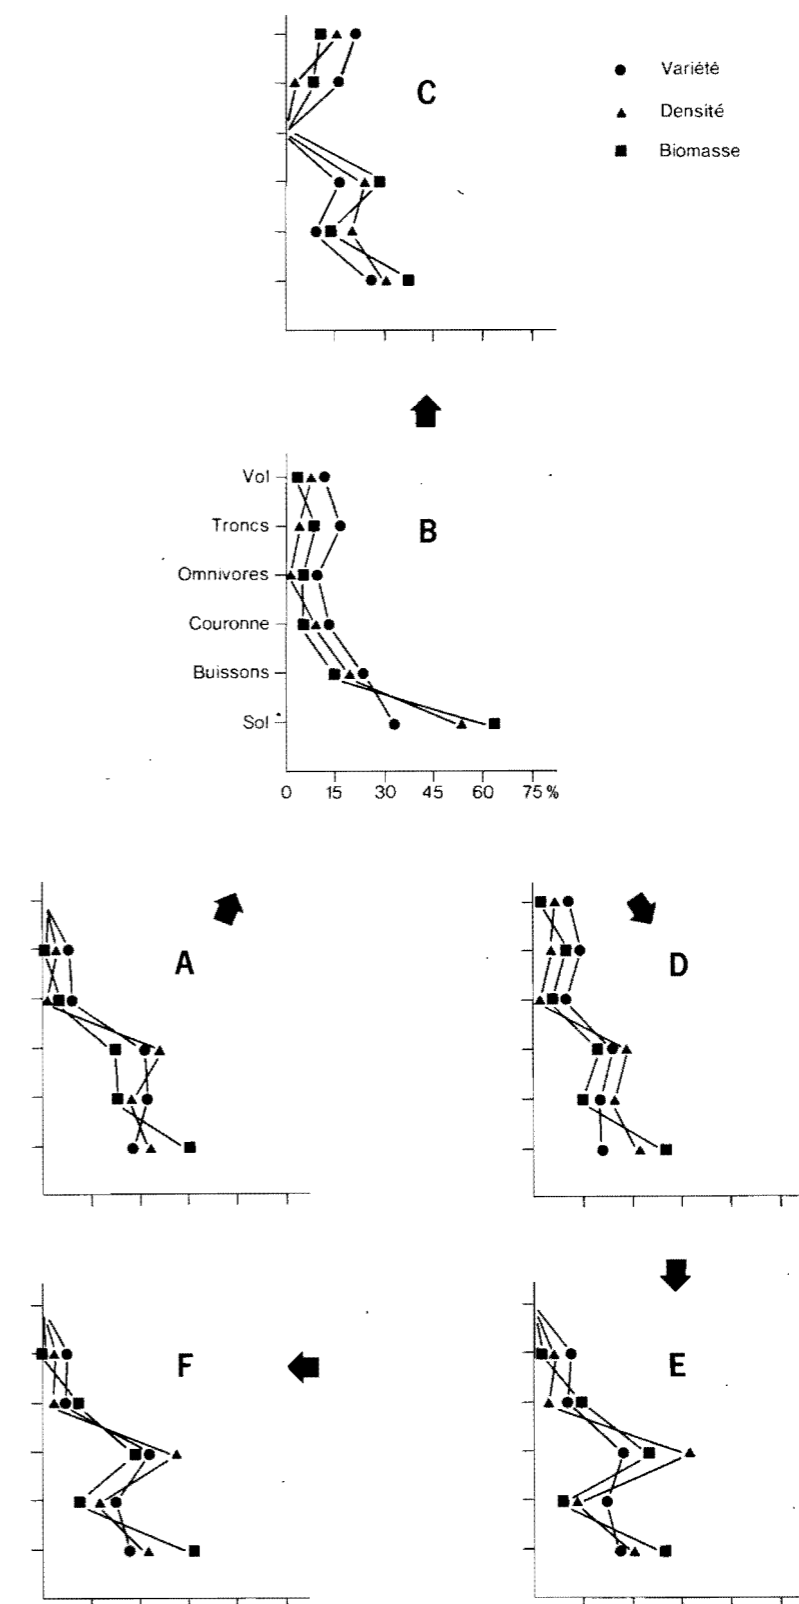 C
Variété
Densité
Biomasse
B
Vol
Troncs
Omnivores
Couronne
Buissons
Sol
0 15 30 45 60 75%
A
D
F
E